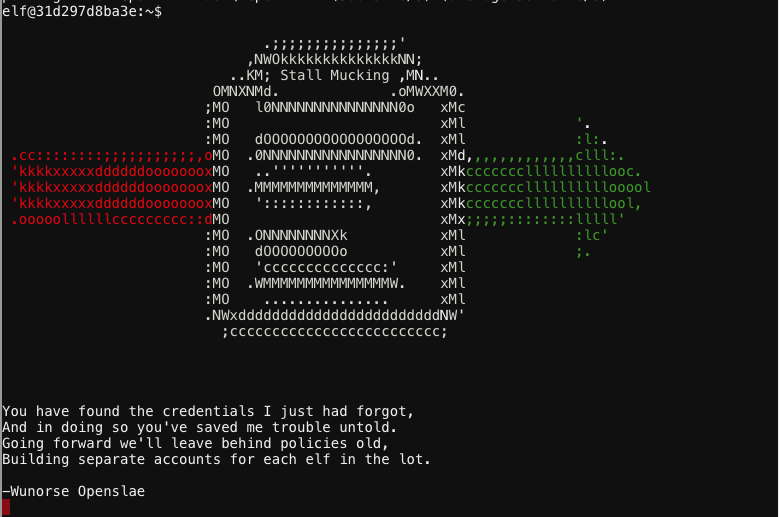 elf@31d297d8ba3e:~$
.;;;;;;;;;;;;;;;'
,NWOkkkkkkkkkkkkkkNN;
..KM; Stall Mucking ,MN..
OMNXNMd. .oMWXXM0.
;MO l0NNNNNNNNNNNNNNN0o xMc
:MO xMl '.
:MO dOOOOOOOOOOOOOOOOOd. xMl :l:.
.cc::::::::;;;;;;;;;;;,oMO .0NNNNNNNNNNNNNNNN0. xMd,,,,,,,,,,,,,clll:.
'kkkkxxxxxddddddoooooooxMO ..'''''''''''. xMkcccccccllllllllllooc.
'kkkkxxxxxddddddoooooooxMO .MMMMMMMMMMMMMM, xMkcccccccllllllllllooool
'kkkkxxxxxddddddoooooooxMO '::::::::::::, xMkcccccccllllllllllool,
.ooooollllllccccccccc::dMO xMx;;;;;::::::::lllll'
:MO .ONNNNNNNNXk xMl :lc'
:MO dOOOOOOOOOo xMl ;.
:MO 'cccccccccccccc:' xMl
:MO .WMMMMMMMMMMMMMMMW. xMl
:MO ............... xMl
.NWxddddddddddddddddddddddddNW'
;ccccccccccccccccccccccccc;
You have found the credentials I just had forgot,
And in doing so you've saved me trouble untold.
Going forward we'll leave behind policies old,
Building separate accounts for each elf in the lot.
—Wunorse Openslae